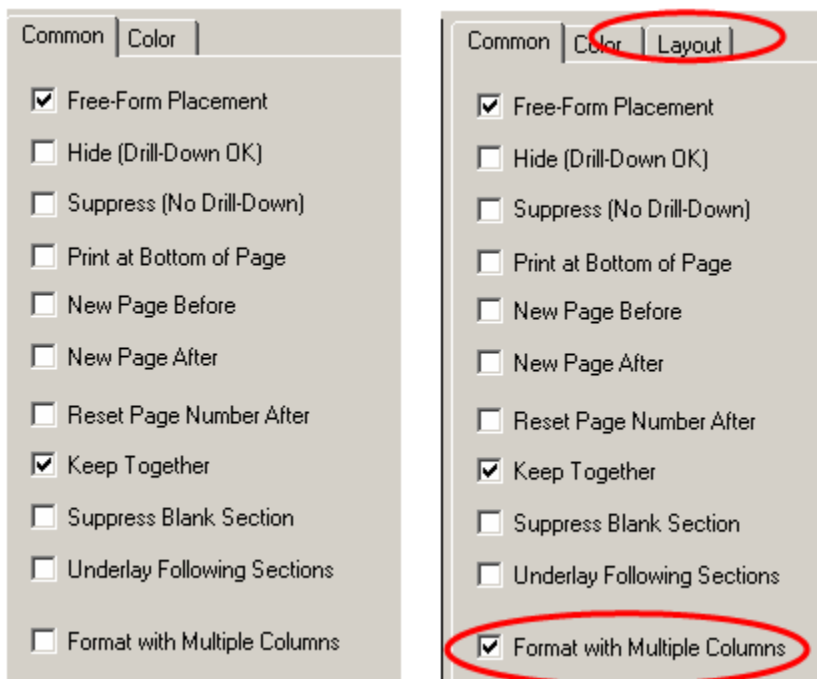 Common Color
Free-Form Placement
Hide (Drill-Down OK)
Suppress (No Drill-Down)
Print at Bottom of Page
New Page Before
New Page After
Reset Page Number After
Keep Together
Suppress Blank Section
Underlay Following Sections
Format with Multiple Columns
Common Color Layout
Free-Form Placement
Hide (Drill-Down OK)
Suppress (No Drill-Down)
Print at Bottom of Page
New Page Before
New Page After
Reset Page Number After
Keep Together
Suppress Blank Section
Underlay Following Sections
Format with Multiple Columns